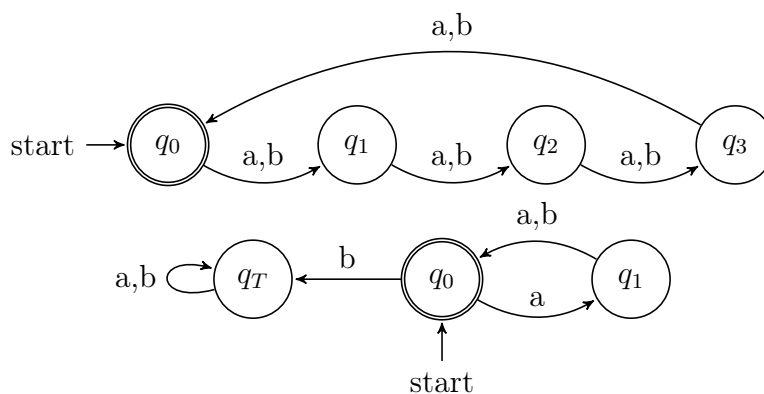 a,b
start q0 q1 q2 q3
a,b a,b a,b
a,b
a,b qT b q0 a q1
start